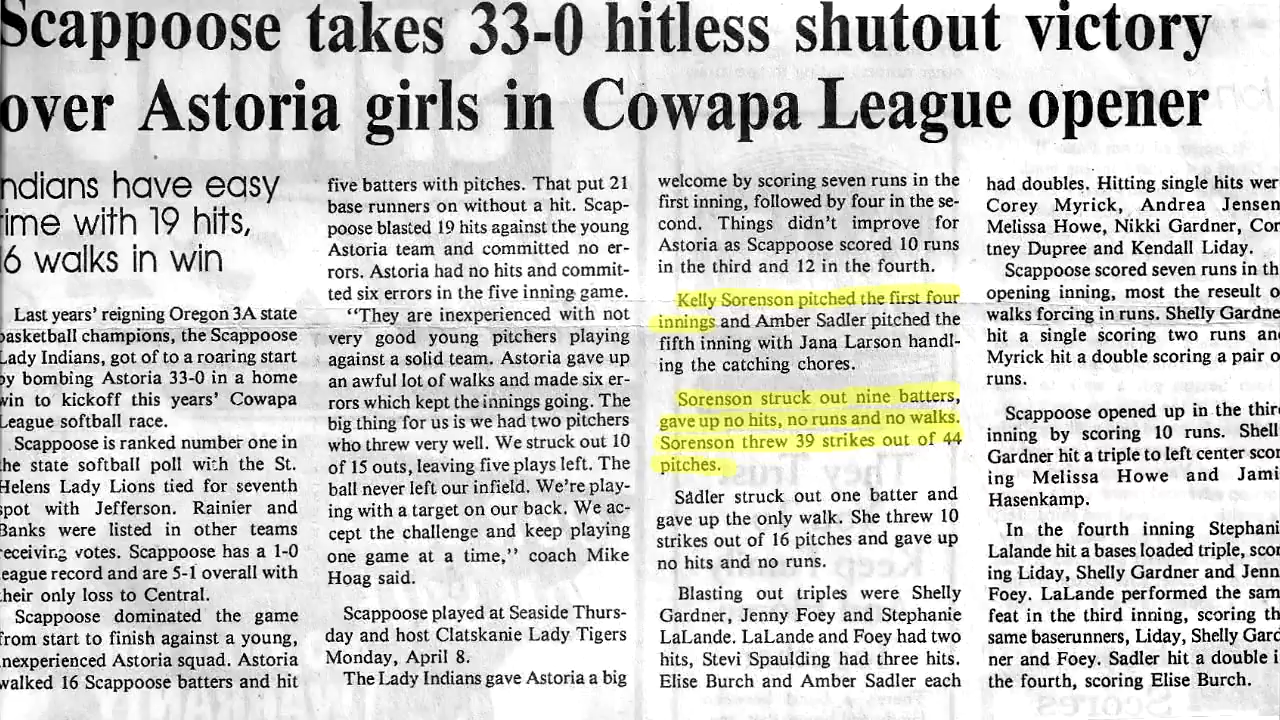 Scappoose takes 33-0 hitless shutout victory
over Astoria girls in Cowapa League opener
ndians have easy
ime with 19 hits,
6 walks in win
Last years' reigning Oregon 3A state
basketball champions, the Scappoose
Lady Indians, got of to a roaring start
by bombing Astoria 33-0 in a home
win to kickoff this years' Cowapa
League softball race.
Scappoose is ranked number one in
the state softball poll with the St.
Helens Lady Lions tied for seventh
spot with Jefferson. Rainier and
Banks were listed in other teams
receiving votes. Scappoose has a 1-0
league record and are 5-1 overall with
their only loss to Central.
Scappoose dominated the game
from start to finish against a young,
inexperienced Astoria squad. Astoria
walked 16 Scappoose batters and hit
five batters with pitches. That put 21
base runners on without a hit. Scap-
poose blasted 19 hits against the young
Astoria team and committed no er-
rors. Astoria had no hits and commit-
ted six errors in the five inning game.
"They are inexperienced with not
very good young pitchers playing
against a solid team. Astoria gave up
an awful lot of walks and made six er-
rors which kept the innings going. The
big thing for us is we had two pitchers
who threw very well. We struck out 10
of 15 outs, leaving five plays left. The
ball never left our infield. We're play-
ing with a target on our back. We ac-
cept the challenge and keep playing
one game at a time," coach Mike
Hoag said.
Scappoose played at Seaside Thurs-
day and host Clatskanie Lady Tigers
Monday, April 8.
The Lady Indians gave Astoria a big
welcome by scoring seven runs in the
first inning, followed by four in the se-
cond. Things didn't improve for
Astoria as Scappoose scored 10 runs
in the third and 12 in the fourth.
Kelly Sorenson pitched the first four
innings and Amber Sadler pitched the
fifth inning with Jana Larson handl-
ing the catching chores.
Sorenson struck out nine batters,
gave up no hits, no runs and no walks.
Sorenson threw 39 strikes out of 44
pitches.
Sadler struck out one batter and
gave up the only walk. She threw 10
strikes out of 16 pitches and gave up
no hits and no runs.
Blasting out triples were Shelly
Gardner, Jenny Foey and Stephanie
LaLande. LaLande and Foey had two
hits, Stevi Spaulding had three hits.
Elise Burch and Amber Sadler each
had doubles. Hitting single hits wer
Corey Myrick, Andrea Jensen
Melissa Howe, Nikki Gardner, Cor
tney Dupree and Kendall Liday.
Scappoose scored seven runs in th
opening inning, most the reseult o
walks forcing in runs. Shelly Gardne
hit a single scoring two runs and
Myrick hit a double scoring a pair o
runs.
Scappoose opened up in the third
inning by scoring 10 runs. Shell
Gardner hit a triple to left center scor
ing Melissa Howe and Jami
Hasenkamp.
In the fourth inning Stephani
Lalande hit a bases loaded triple, scor
ing Liday, Shelly Gardner and Jenn
Foey. LaLande performed the sam
feat in the third inning, scoring th
same baserunners, Liday, Shelly Gard
ner and Foey. Sadler hit a double i
the fourth, scoring Elise Burch.